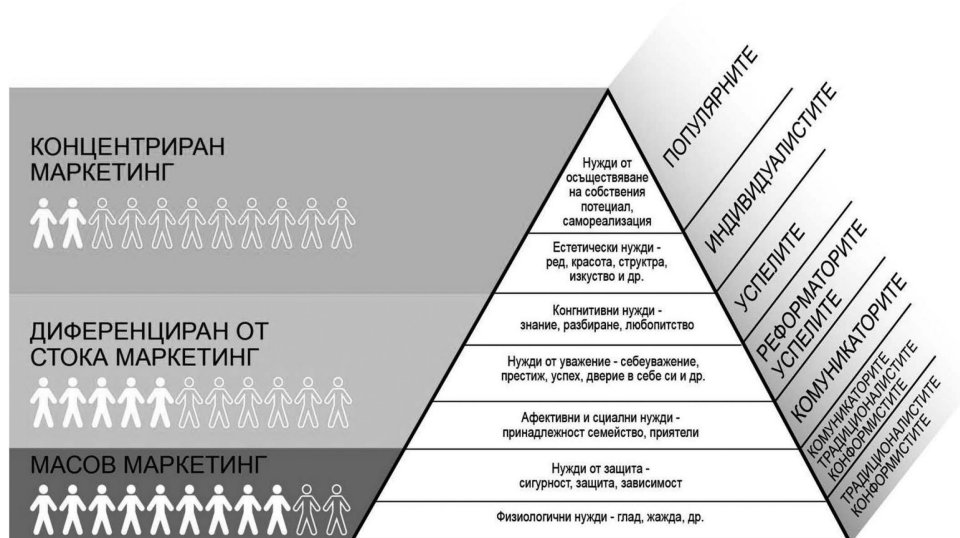 КОНЦЕНТРИРАН
МАРКЕТИНГ
ДИФЕРЕНЦИРАН ОТ
СТОКА МАРКЕТИНГ
МАСОВ МАРКЕТИНГ
Нужди от
осъществяване
на собствения
потециал,
самореализация
Естетически нужди -
ред, красота, структра,
изкуство и др.
Конгнитивни нужди -
знание, разбиране, любопитство
Нужди от уважение - себеуважение,
престиж, успех, дверие в себе си и др.
Афективни и сциални нужди -
принадлежност семейство, приятели
Нужди от защита -
сигурност, защита, зависимост
Физиологични нужди - глад, жажда, др.
ПОПУЛЯРНИТЕ
ИНДИВИДУАЛИСТИТЕ
УСПЕЛИТЕ
РЕФОРМАТОРИТЕ
УСПЕЛИТЕ
КОМУНИКАТОРИТЕ
КОМУНИКАТОРИТЕ
ТРАДИЦИОНАЛИСТИТЕ
КОНФОРМИСТИТЕ
ТРАДИЦИОНАЛИСТИТЕ
КОНФОРМИСТИТЕ